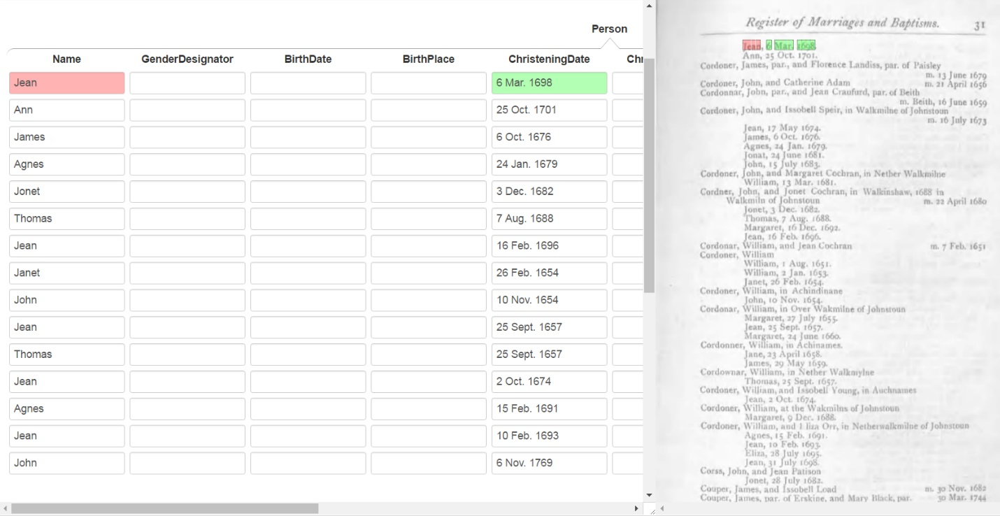 Person
Name GenderDesignator BirthDate BirthPlace ChristeningDate Chr
Jean 6 Mar. 1698
Ann 25 Oct. 1701
James 6 Oct. 1676
Agnes 24 Jan. 1679
Jonet 3 Dec. 1682
Thomas 7 Aug. 1688
Jean 16 Feb. 1696
Janet 26 Feb. 1654
John 10 Nov. 1654
Jean 25 Sept. 1657
Thomas 25 Sept. 1657
Jean 2 Oct. 1674
Agnes 15 Feb. 1691
Jean 10 Feb. 1693
John 6 Nov. 1769
Register of Marriages and Baptisms. 31
Jean, 6 Mar. 1698.
Ann, 25 Oct. 1701.
Cordoner, James, par., and Florence Landiss, par. of Paisley
m. 13 June 1679
Cordoner, John, and Catherine Adam m. 21 April 1656
Cordonnar, John, par., and Jean Craufurd, par. of Beith
m. Beith, 16 June 1659
Cordoner, John, and Issobell Speir, in Walkmilne of Johnstoun
m. 16 July 1673
Jean, 17 May 1674.
James, 6 Oct. 1676.
Agnes, 24 Jan. 1679.
Jonat, 24 June 1681.
John, 15 July 1683.
Cordoner, John, and Margaret Cochran, in Nether Walkmilne
William, 13 Mar. 1681.
Cordner, John, and Jonet Cochran, in Walkinshaw, 1688 in
Walkmiln of Johnstoun m. 22 April 1680
Jonet, 3 Dec. 1682.
Thomas, 7 Aug. 1688.
Margaret, 16 Dec. 1692.
Jean, 16 Feb. 1696.
Cordonar, William, and Jean Cochran m. 7 Feb. 1651
Cordoner, William
William, 1 Aug. 1651.
William, 2 Jan. 1653.
Janet, 26 Feb. 1654.
Cordoner, William, in Achindinane
John, 10 Nov. 1654.
Cordonar, William, in Over Wakmilne of Johnstoun
Margaret, 27 July 1655.
Jean, 25 Sept. 1657.
Margaret, 24 June 1660.
Cordonner, William, in Achinames.
Jane, 23 April 1658.
James, 29 May 1659.
Cordownar, William, in Nether Walkmylne
Thomas, 25 Sept. 1657.
Cordoner, William, and Issobell Young, in Auchnames
Jean, 2 Oct. 1674.
Cordoner, William, at the Wakmilns of Johnstoun
Margaret, 9 Dec. 1688.
Cordoner, William, and Eliza Orr, in Netherwalkmilne of Johnstoun
Agnes, 15 Feb. 1691.
Jean, 10 Feb. 1693.
Eliza, 28 July 1695.
Jean, 31 July 1698.
Corss, John, and Jean Patison
Jonet, 28 July 1682.
Couper, James, and Issobell Load m. 30 Nov. 1682
Couper, James, par. of Erskine, and Mary Black, par. 30 Mar. 1744